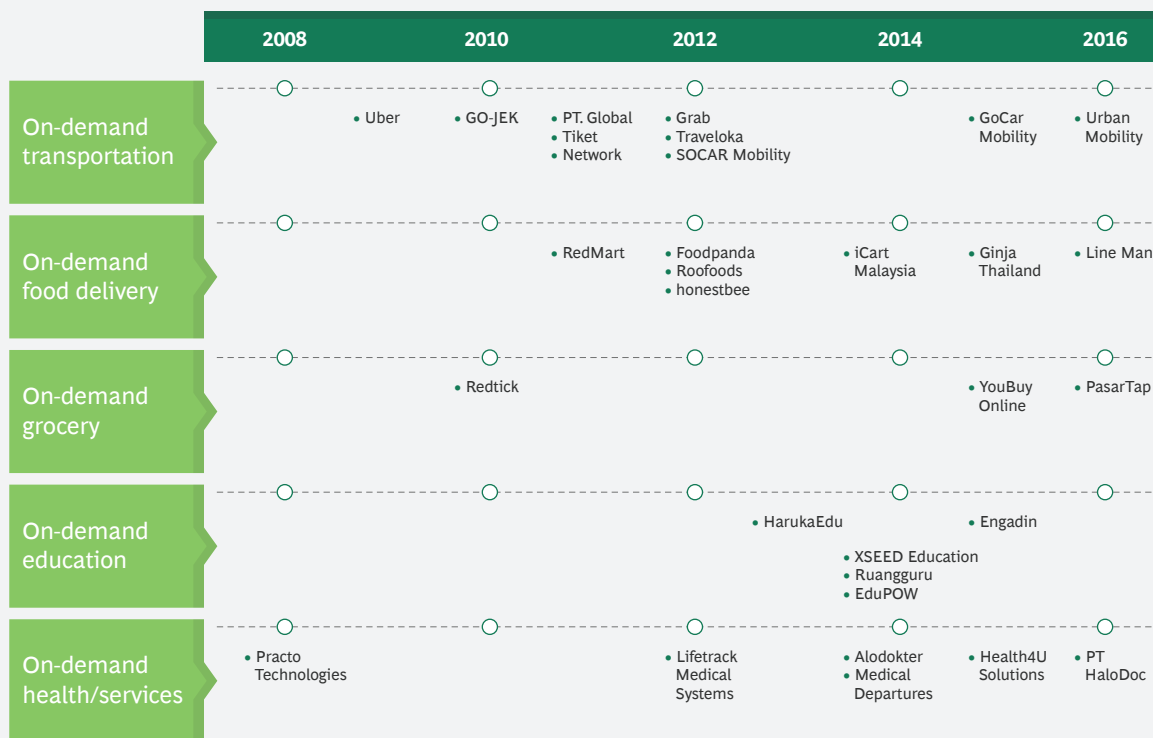 2008 2010 2012 2014 2016
On-demand
transportation
• Uber
• GO-JEK
• PT. Global
• Tiket
• Network
• Grab
• Traveloka
• SOCAR Mobility
• GoCar
Mobility
• Urban
Mobility
On-demand
food delivery
• RedMart
• Foodpanda
• Roofoods
• honestbee
• iCart
Malaysia
• Ginja
Thailand
• Line Man
On-demand
grocery
• Redtick
• YouBuy
Online
• PasarTap
On-demand
education
• HarukaEdu
• XSEED Education
• Ruangguru
• EduPOW
• Engadin
On-demand
health/services
• Practo
Technologies
• Lifetrack
Medical
Systems
• Alodokter
• Medical
Departures
• Health4U
Solutions
• PT
HaloDoc